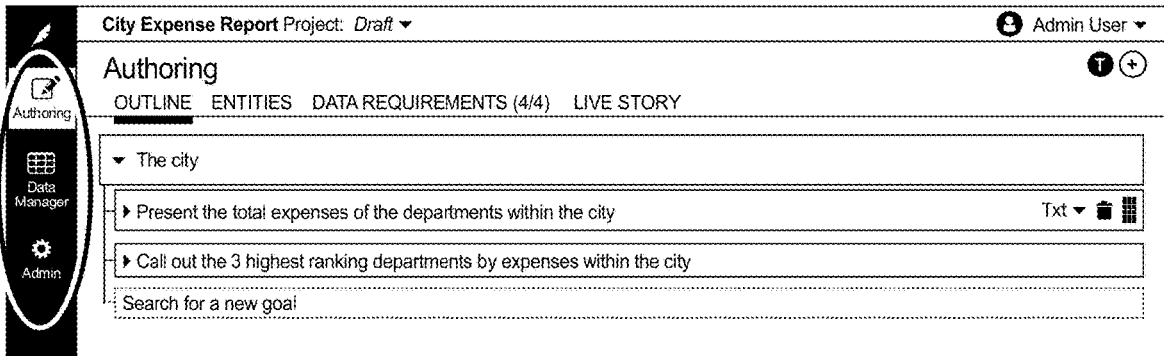 City Expense Report Project: Draft
Admin User
Authoring
T +
OUTLINE ENTITIES DATA REQUIREMENTS (4/4) LIVE STORY
Authoring
Data
Manager
Admin
The city
Present the total expenses of the departments within the city Txt
Call out the 3 highest ranking departments by expenses within the city
Search for a new goal